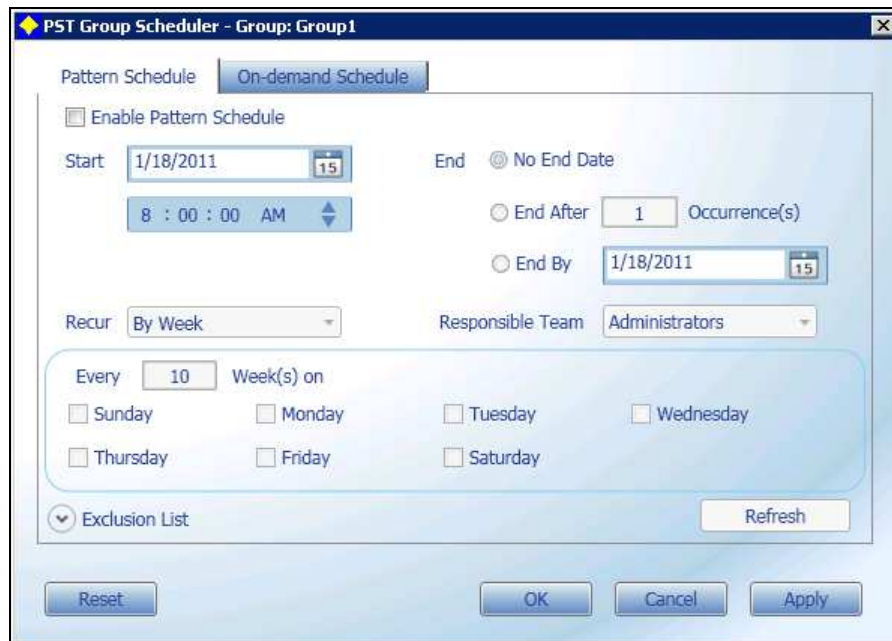 PST Group Scheduler - Group: Group1
Pattern Schedule On-demand Schedule
Enable Pattern Schedule
Start 1/18/2011 15 End No End Date
8 : 00 : 00 AM End After 1 Occurrence(s)
End By 1/18/2011 15
Recur By Week Responsible Team Administrators
Every 10 Week(s) on
Sunday Monday Tuesday Wednesday
Thursday Friday Saturday
Exclusion List Refresh
Reset OK Cancel Apply